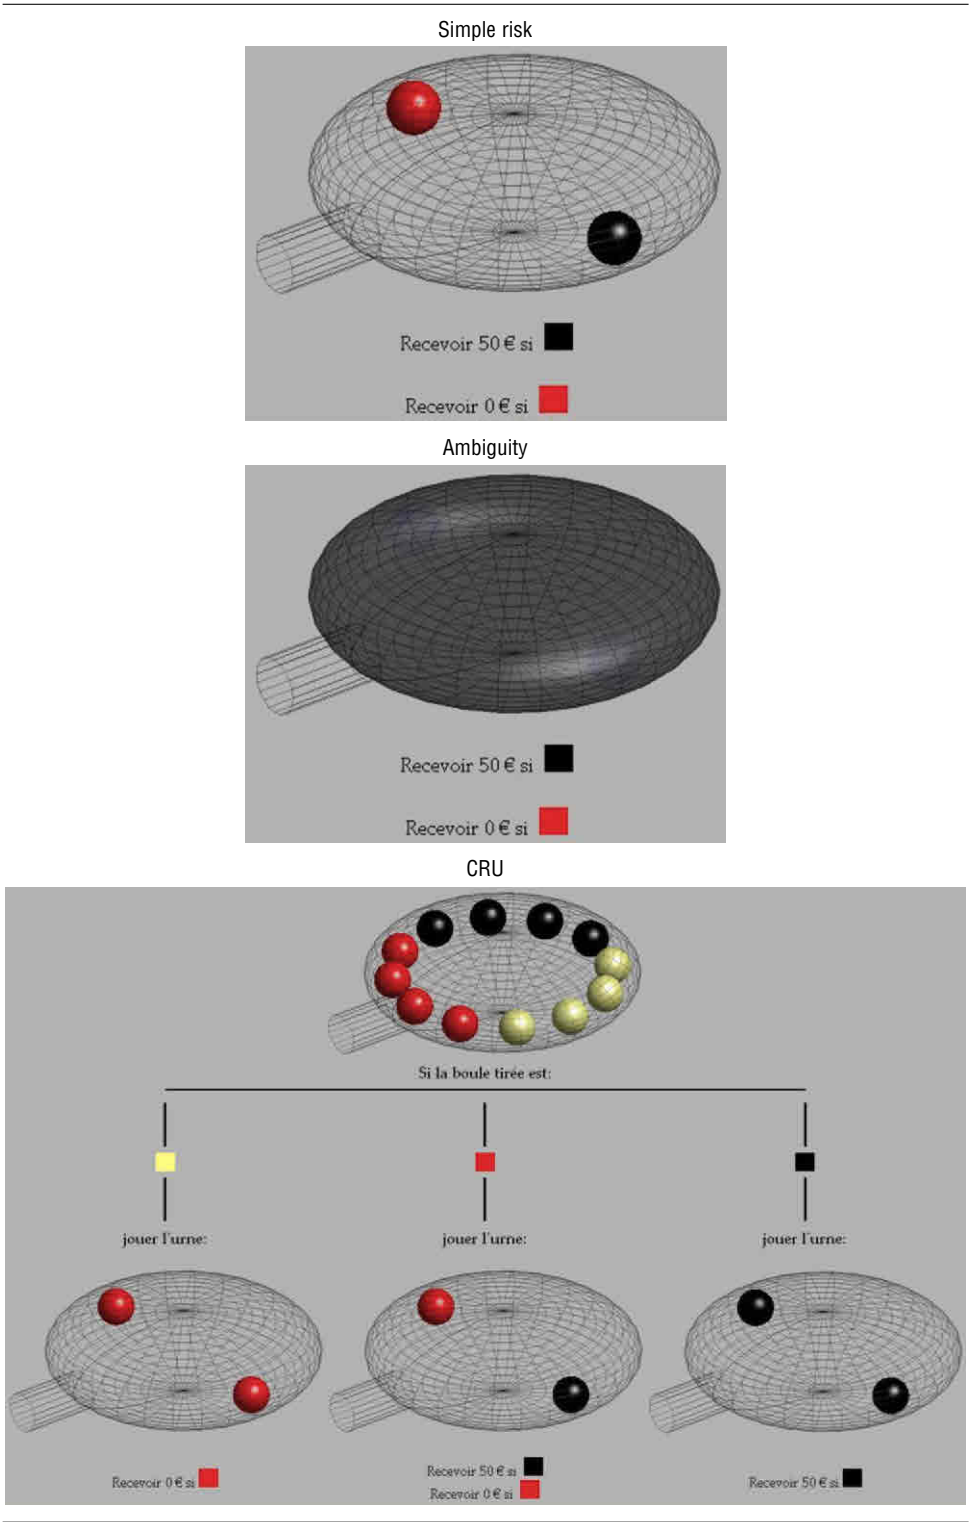 Simple risk
Recevoir 50 € si
Recevoir 0 € si
Ambiguity
Recevoir 50 € si
Recevoir 0 € si
CRU
Si la boule tirée est:
jouer l'urne: jouer l'urne: jouer l'urne:
Recevoir 0 € si
Recevoir 50 € si
Recevoir 0 € si
Recevoir 50 € si